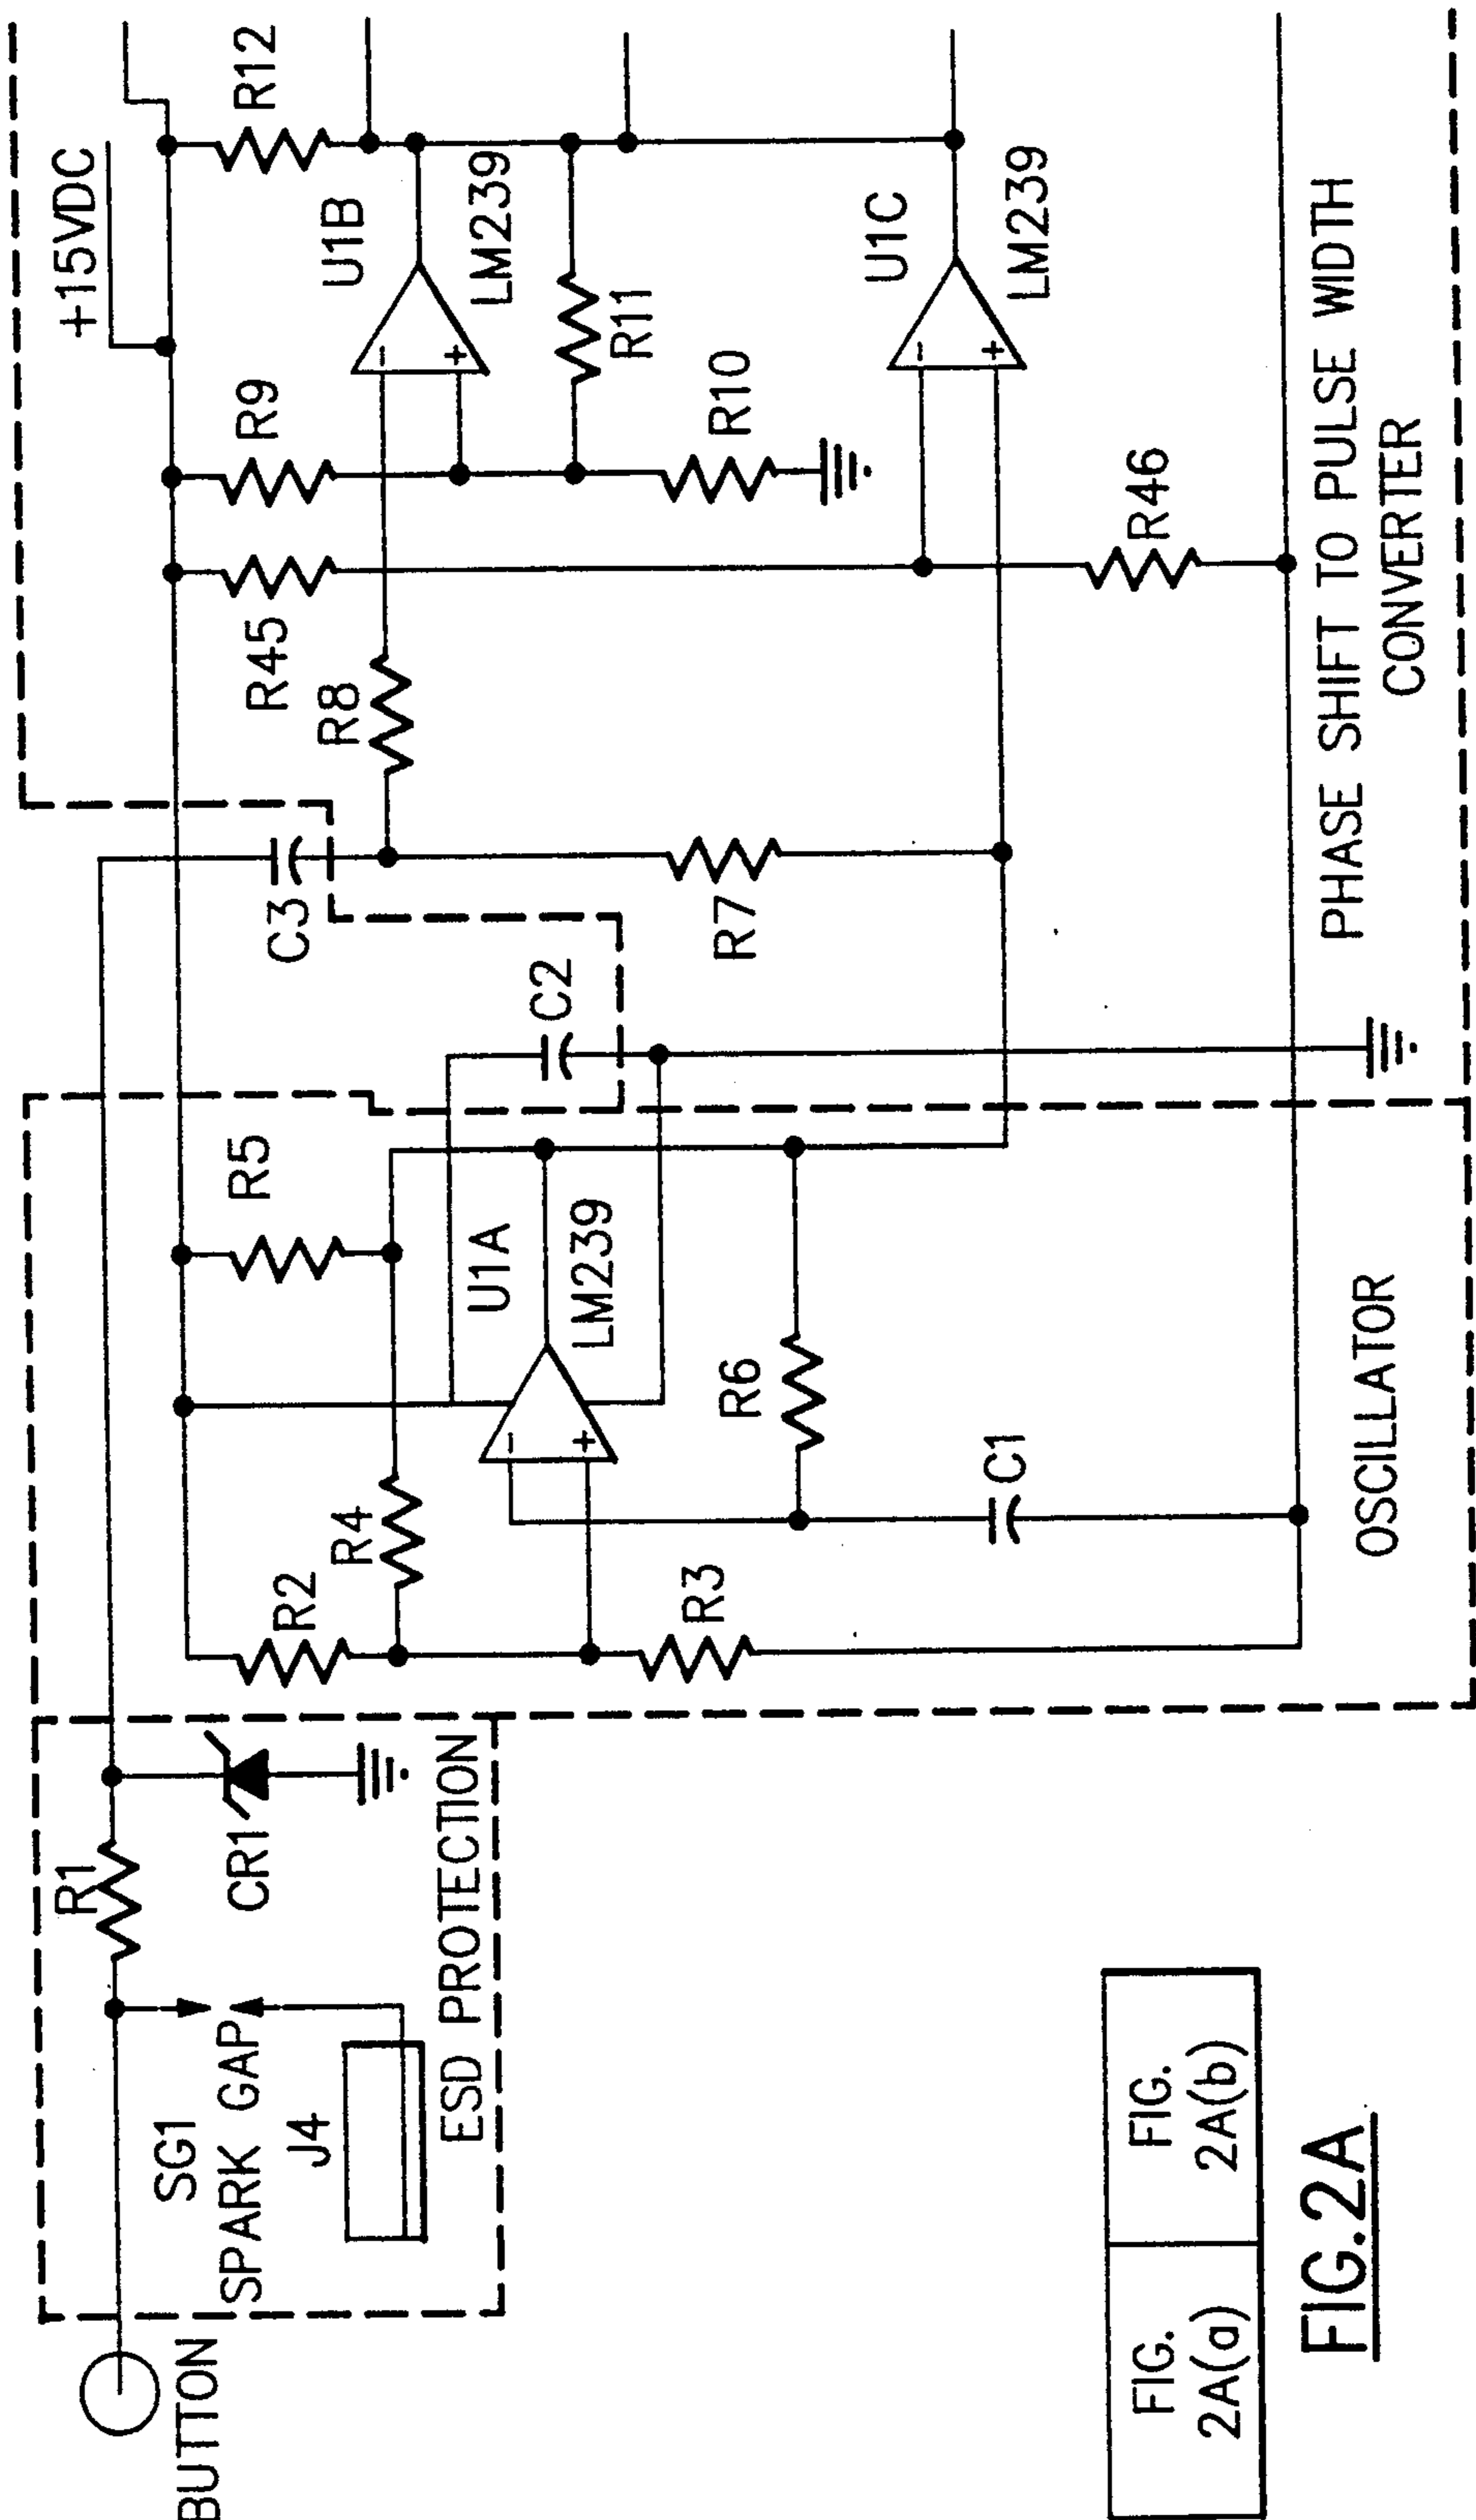 +15VDC
BUTTON
R1
SG1
SPARK GAP
J4
CR1
ESD PROTECTION
R2
R4
R5
U1A
LM239
-
+
R3
R6
C1
OSCILLATOR
C2
C3
R7
R8
R45
R9
R12
U1B
LM239
-
+
R11
R10
U1C
LM239
-
+
R46
PHASE SHIFT TO PULSE WIDTH
CONVERTER
FIG.
2A(a)
FIG.
2A(b)
FIG.2A